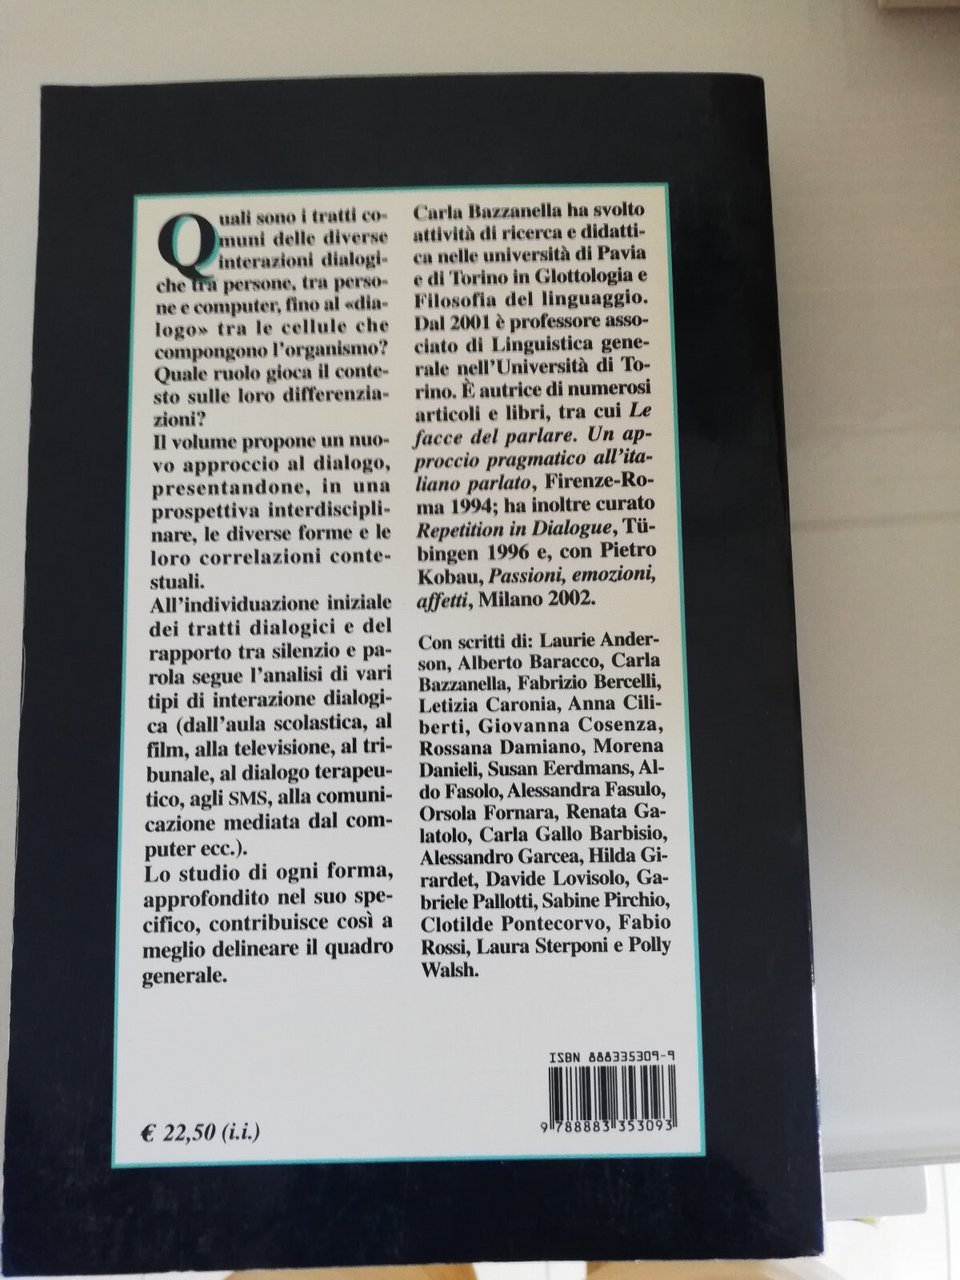 Quali sono i tratti co-
muni delle diverse
interazioni dialogi-
che tra persone, tra perso-
ne e computer, fino al «dia-
logo» tra le cellule che
compongono l'organismo?
Quale ruolo gioca il conte-
sto sulle loro differenzia-
zioni?
Il volume propone un nuo-
vo approccio al dialogo,
presentandone, in una
prospettiva interdiscipli-
nare, le diverse forme e le
loro correlazioni conte-
stuali.
All'individuazione iniziale
dei tratti dialogici e del
rapporto tra silenzio e pa-
rola segue l'analisi di vari
tipi di interazione dialogi-
ca (dall'aula scolastica, al
film, alla televisione, al tri-
bunale, al dialogo terapeu-
tico, agli SMS, alla comuni-
cazione mediata dal com-
puter ecc.).
Lo studio di ogni forma,
approfondito nel suo spe-
cifico, contribuisce così a
meglio delineare il quadro
generale.
Carla Bazzanella ha svolto
attività di ricerca e didatti-
ca nelle università di Pavia
e di Torino in Glottologia e
Filosofia del linguaggio.
Dal 2001 è professore asso-
ciato di Linguistica gene-
rale nell'Università di To-
rino. È autrice di numerosi
articoli e libri, tra cui Le
facce del parlare. Un ap-
proccio pragmatico all'ita-
liano parlato, Firenze-Ro-
ma 1994; ha inoltre curato
Repetition in Dialogue, Tü-
bingen 1996 e, con Pietro
Kobau, Passioni, emozioni,
affetti, Milano 2002.
Con scritti di: Laurie Ander-
son, Alberto Baracco, Carla
Bazzanella, Fabrizio Bercelli,
Letizia Caronia, Anna Cili-
berti, Giovanna Cosenza,
Rossana Damiano, Morena
Danieli, Susan Eerdmans, Al-
do Fasolo, Alessandra Fasulo,
Orsola Fornara, Renata Ga-
latolo, Carla Gallo Barbisio,
Alessandro Garcea, Hilda Gi-
rardet, Davide Lovisolo, Ga-
briele Pallotti, Sabine Pirchio,
Clotilde Pontecorvo, Fabio
Rossi, Laura Sterponi e Polly
Walsh.
ISBN 888335309-9
9 788883 353093
€ 22,50 (i.i.)